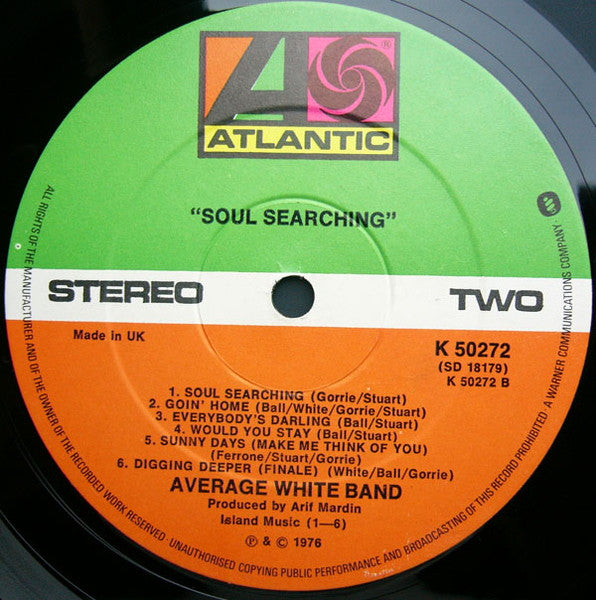 ATLANTIC
®
"SOUL SEARCHING"
STEREO
TWO
Made in UK
K 50272
(SD 18179)
K 50272 B
1. SOUL SEARCHING (Gorrie/Stuart)
2. GOIN' HOME (Ball/White/Gorrie/Stuart)
3. EVERYBODY'S DARLING (Ball/Stuart)
4. WOULD YOU STAY (Ball/Stuart)
5. SUNNY DAYS (MAKE ME THINK OF YOU)
(Ferrone/Stuart/Gorrie)
6. DIGGING DEEPER (FINALE) (White/Ball/Gorrie)
AVERAGE WHITE BAND
Produced by Arif Mardin
Island Music (1—6)
℗ & © 1976
ALL RIGHTS OF THE MANUFACTURER AND OF THE OWNER OF THE RECORDED WORK RESERVED. UNAUTHORISED COPYING PUBLIC PERFORMANCE AND BROADCASTING OF THIS RECORD PROHIBITED A WARNER COMMUNICATIONS COMPANY